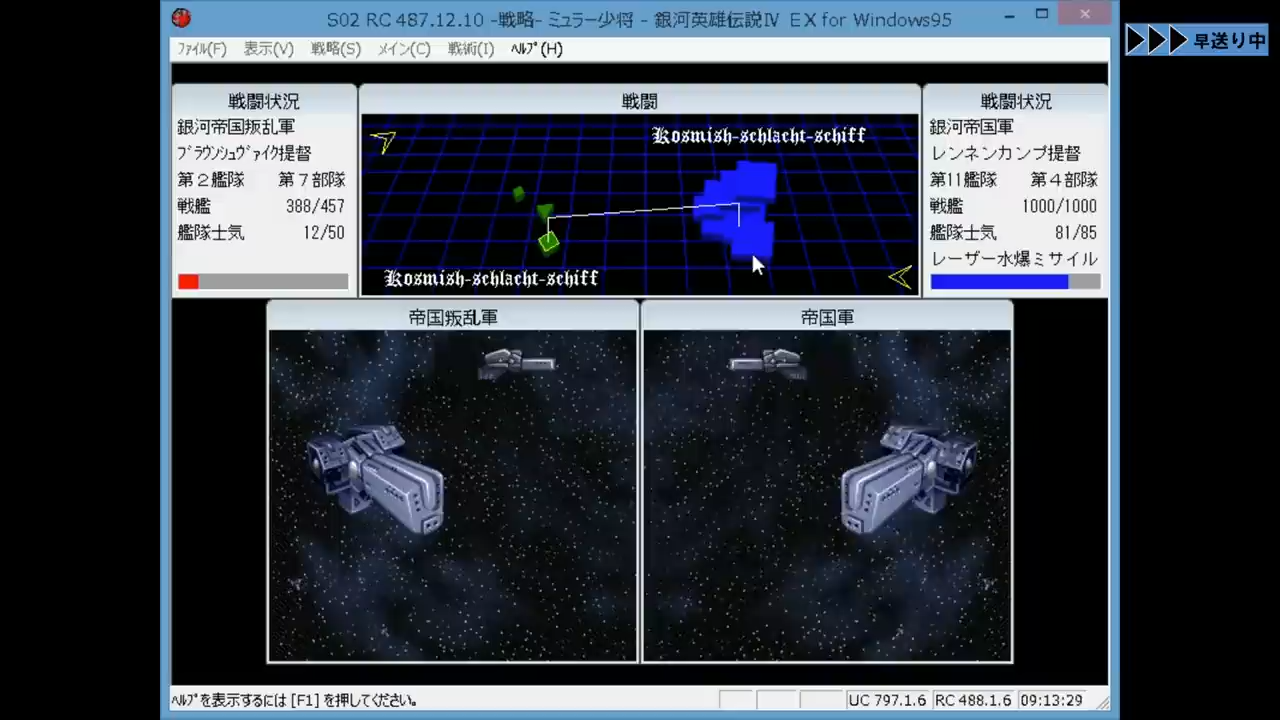 S02 RC 487.12.10 -戦略- ミュラー少将 - 銀河英雄伝説Ⅳ EX for Windows95
早送り中
ﾌｧｲﾙ(F) 表示(V) 戦略(S) メイン(C) 戦術(I) ﾍﾙﾌﾟ(H)
戦闘状況
銀河帝国叛乱軍
ﾌﾞﾗｳﾝｼｭｳﾞｧｲｸ提督
第２艦隊 第７部隊
戦艦 388/457
艦隊士気 12/50
戦闘
Kosmish-schlacht-schiff
Kosmish-schlacht-schiff
戦闘状況
銀河帝国軍
レンネンカンプ提督
第11艦隊 第４部隊
戦艦 1000/1000
艦隊士気 81/85
レーザー水爆ミサイル
帝国叛乱軍
帝国軍
ﾍﾙﾌﾟを表示するには [F1] を押してください。
UC 797.1.6 RC 488.1.6 09:13:29